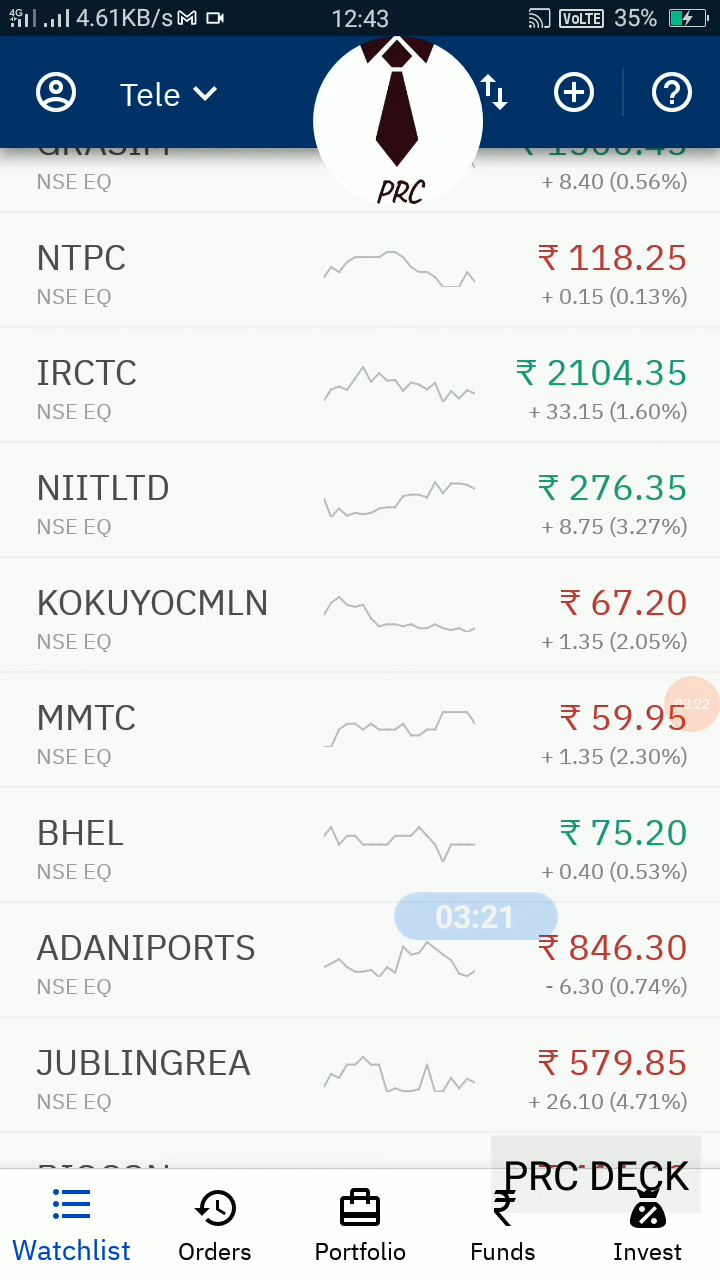 4G 4.61KB/s 12:43 VoLTE 35%
Tele
PRC
GRASIM
NSE EQ + 8.40 (0.56%)
NTPC ₹ 118.25
NSE EQ + 0.15 (0.13%)
IRCTC ₹ 2104.35
NSE EQ + 33.15 (1.60%)
NIITLTD ₹ 276.35
NSE EQ + 8.75 (3.27%)
KOKUYOCMLN ₹ 67.20
NSE EQ + 1.35 (2.05%)
03:22
MMTC ₹ 59.95
NSE EQ + 1.35 (2.30%)
BHEL ₹ 75.20
NSE EQ + 0.40 (0.53%)
03:21
ADANIPORTS ₹ 846.30
NSE EQ - 6.30 (0.74%)
JUBLINGREA ₹ 579.85
NSE EQ + 26.10 (4.71%)
PRC DECK
Watchlist Orders Portfolio Funds Invest